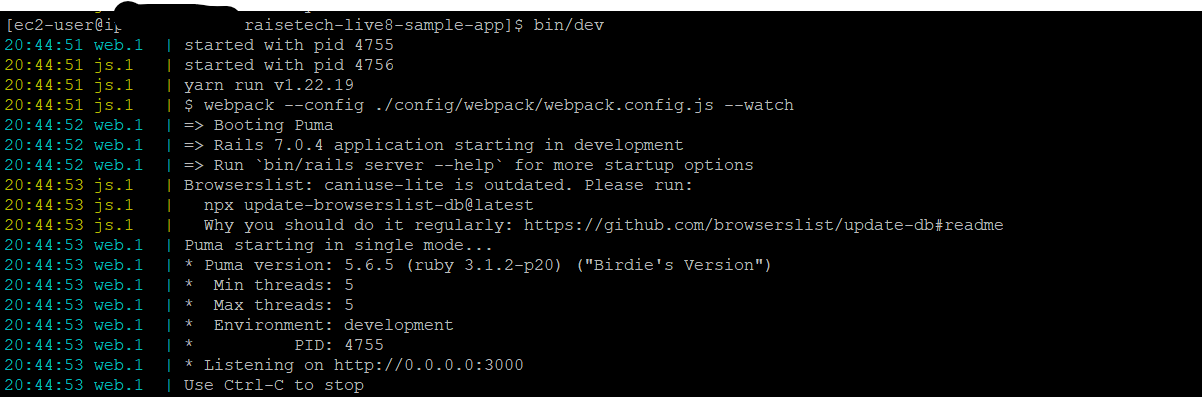 [ec2-user@ip raisetech-live8-sample-app]$ bin/dev
20:44:51 web.1  | started with pid 4755
20:44:51 js.1   | started with pid 4756
20:44:51 js.1   | yarn run v1.22.19
20:44:51 js.1   | $ webpack --config ./config/webpack/webpack.config.js --watch
20:44:52 web.1  | => Booting Puma
20:44:52 web.1  | => Rails 7.0.4 application starting in development
20:44:52 web.1  | => Run `bin/rails server --help` for more startup options
20:44:53 js.1   | Browserslist: caniuse-lite is outdated. Please run:
20:44:53 js.1   |   npx update-browserslist-db@latest
20:44:53 js.1   |   Why you should do it regularly: https://github.com/browserslist/update-db#readme
20:44:53 web.1  | Puma starting in single mode...
20:44:53 web.1  | * Puma version: 5.6.5 (ruby 3.1.2-p20) ("Birdie's Version")
20:44:53 web.1  | *  Min threads: 5
20:44:53 web.1  | *  Max threads: 5
20:44:53 web.1  | *  Environment: development
20:44:53 web.1  | *          PID: 4755
20:44:53 web.1  | * Listening on http://0.0.0.0:3000
20:44:53 web.1  | Use Ctrl-C to stop